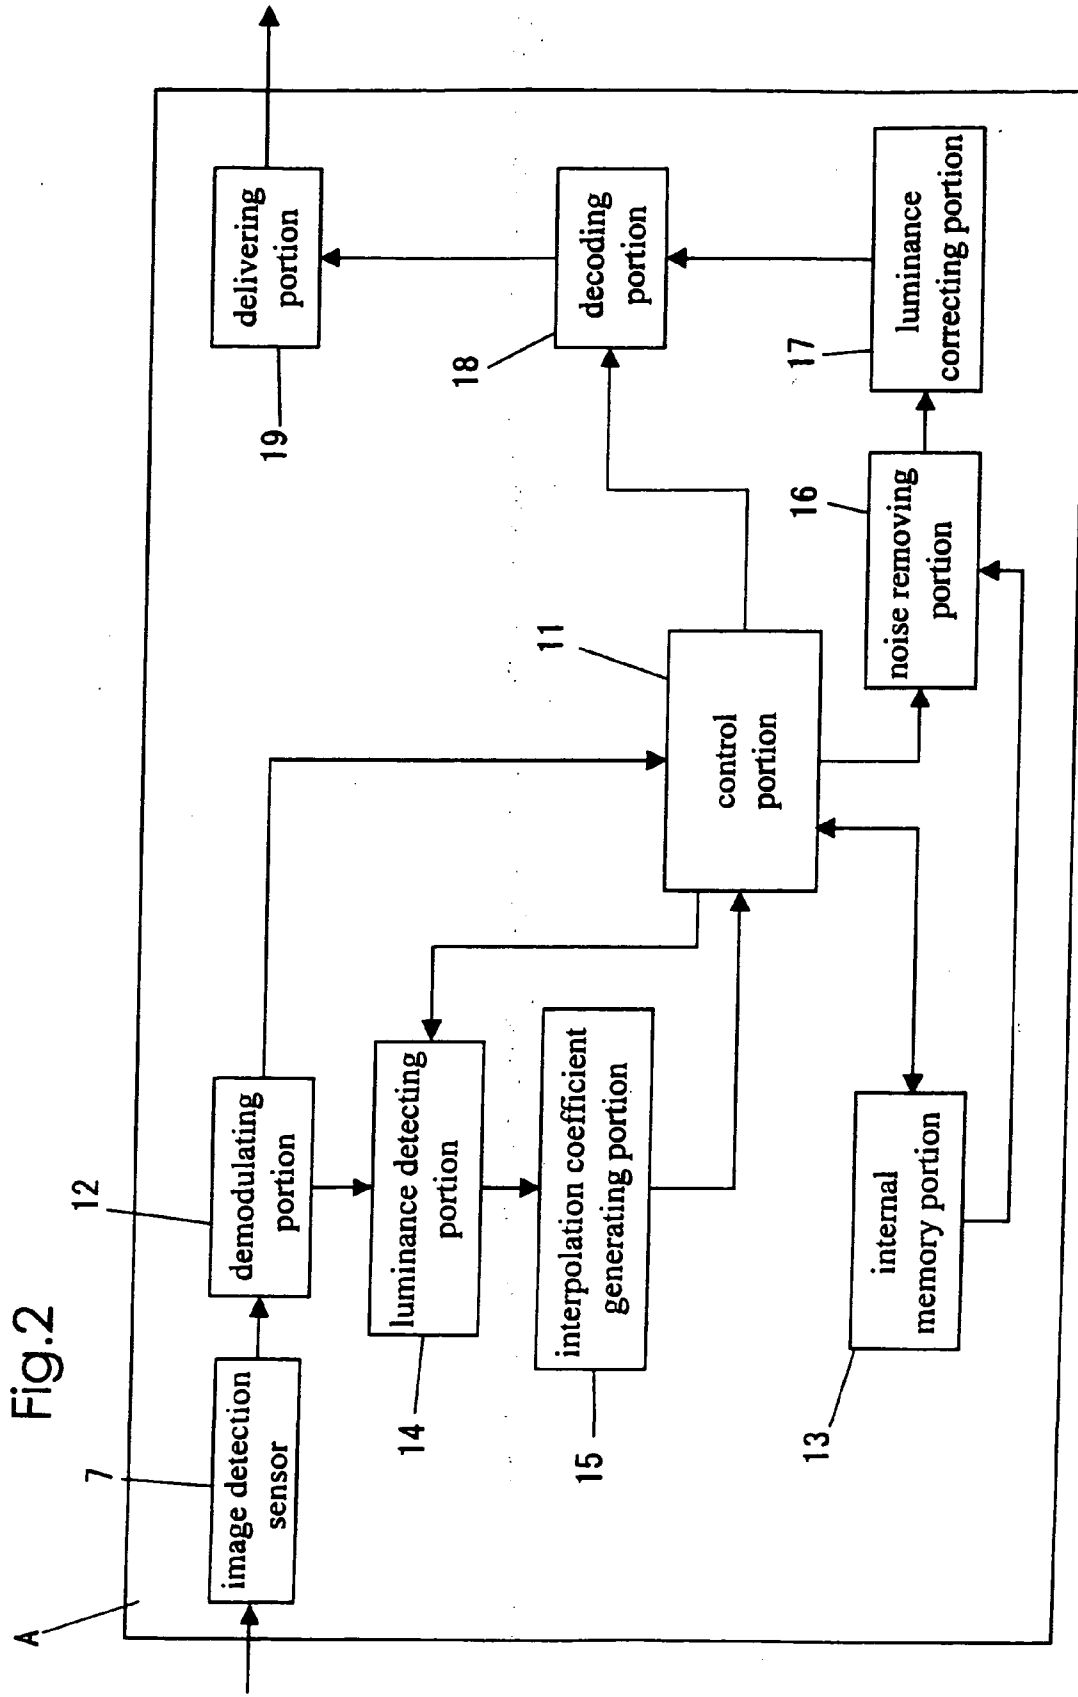 Fig.2
A
7
image detection
sensor
12
demodulating
portion
19
delivering
portion
14
luminance detecting
portion
15
interpolation coefficient
generating portion
11
control
portion
18
decoding
portion
13
internal
memory portion
16
noise removing
portion
17
luminance
correcting portion